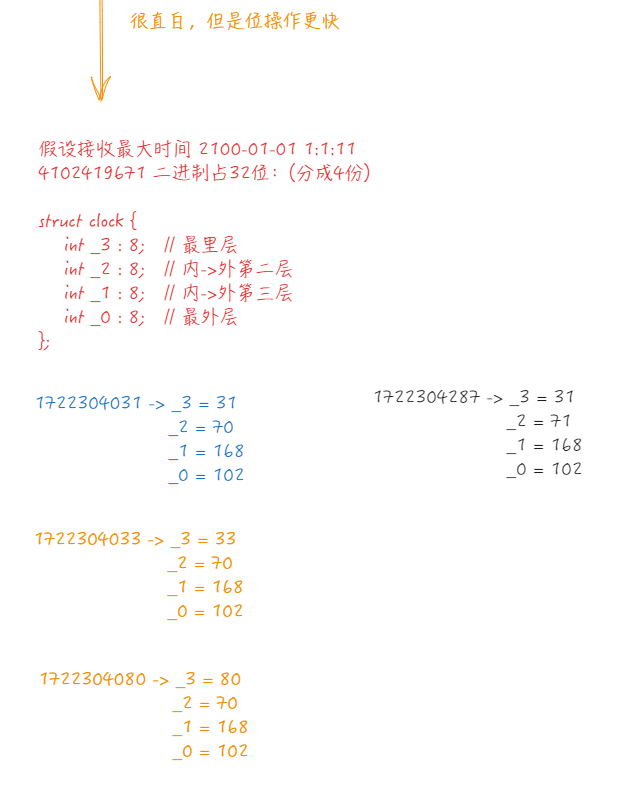 很直白，但是位操作更快
假设接收最大时间 2100-01-01 1:1:11
4102419671 二进制占32位：(分成4份)
struct clock {
int _3 : 8; // 最里层
int _2 : 8; // 内->外第二层
int _1 : 8; // 内->外第三层
int _0 : 8; // 最外层
};
1722304031 -> _3 = 31
_2 = 70
_1 = 168
_0 = 102
1722304287 -> _3 = 31
_2 = 71
_1 = 168
_0 = 102
1722304033 -> _3 = 33
_2 = 70
_1 = 168
_0 = 102
1722304080 -> _3 = 80
_2 = 70
_1 = 168
_0 = 102